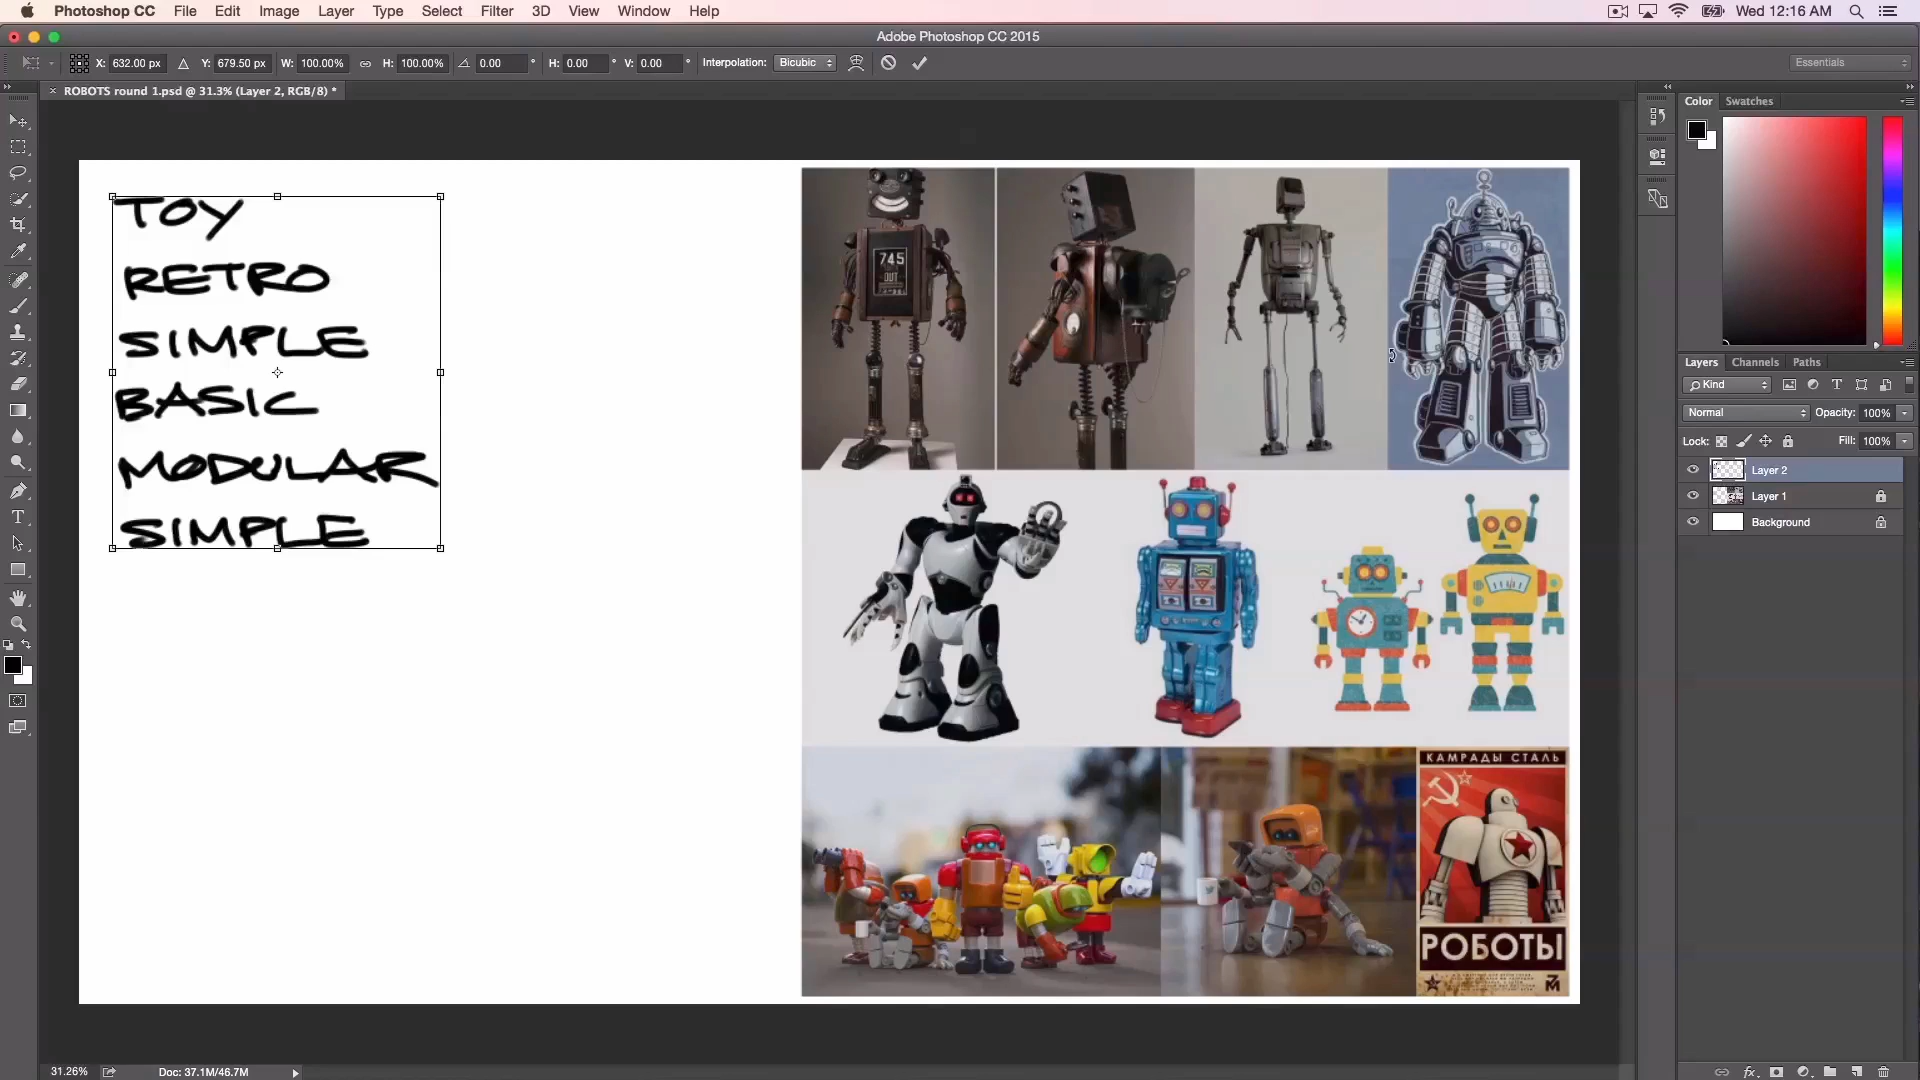 Photoshop CC File Edit Image Layer Type Select Filter 3D View Window Help Wed 12:16 AM
Adobe Photoshop CC 2015
X: 632.00 px Y: 679.50 px W: 100.00% H: 100.00% 0.00 ° H: 0.00 ° V: 0.00 ° Interpolation: Bicubic Essentials
× ROBOTS round 1.psd @ 31.3% (Layer 2, RGB/8) *
Color Swatches
TOY
RETRO
SIMPLE
BASIC
MODULAR
SIMPLE
745
OUT
КАМРАДЫ СТАЛЬ
РОБОТЫ
Layers Channels Paths
Kind
Normal Opacity: 100%
Lock: Fill: 100%
Layer 2
Layer 1
Background
31.26% Doc: 37.1M/46.7M